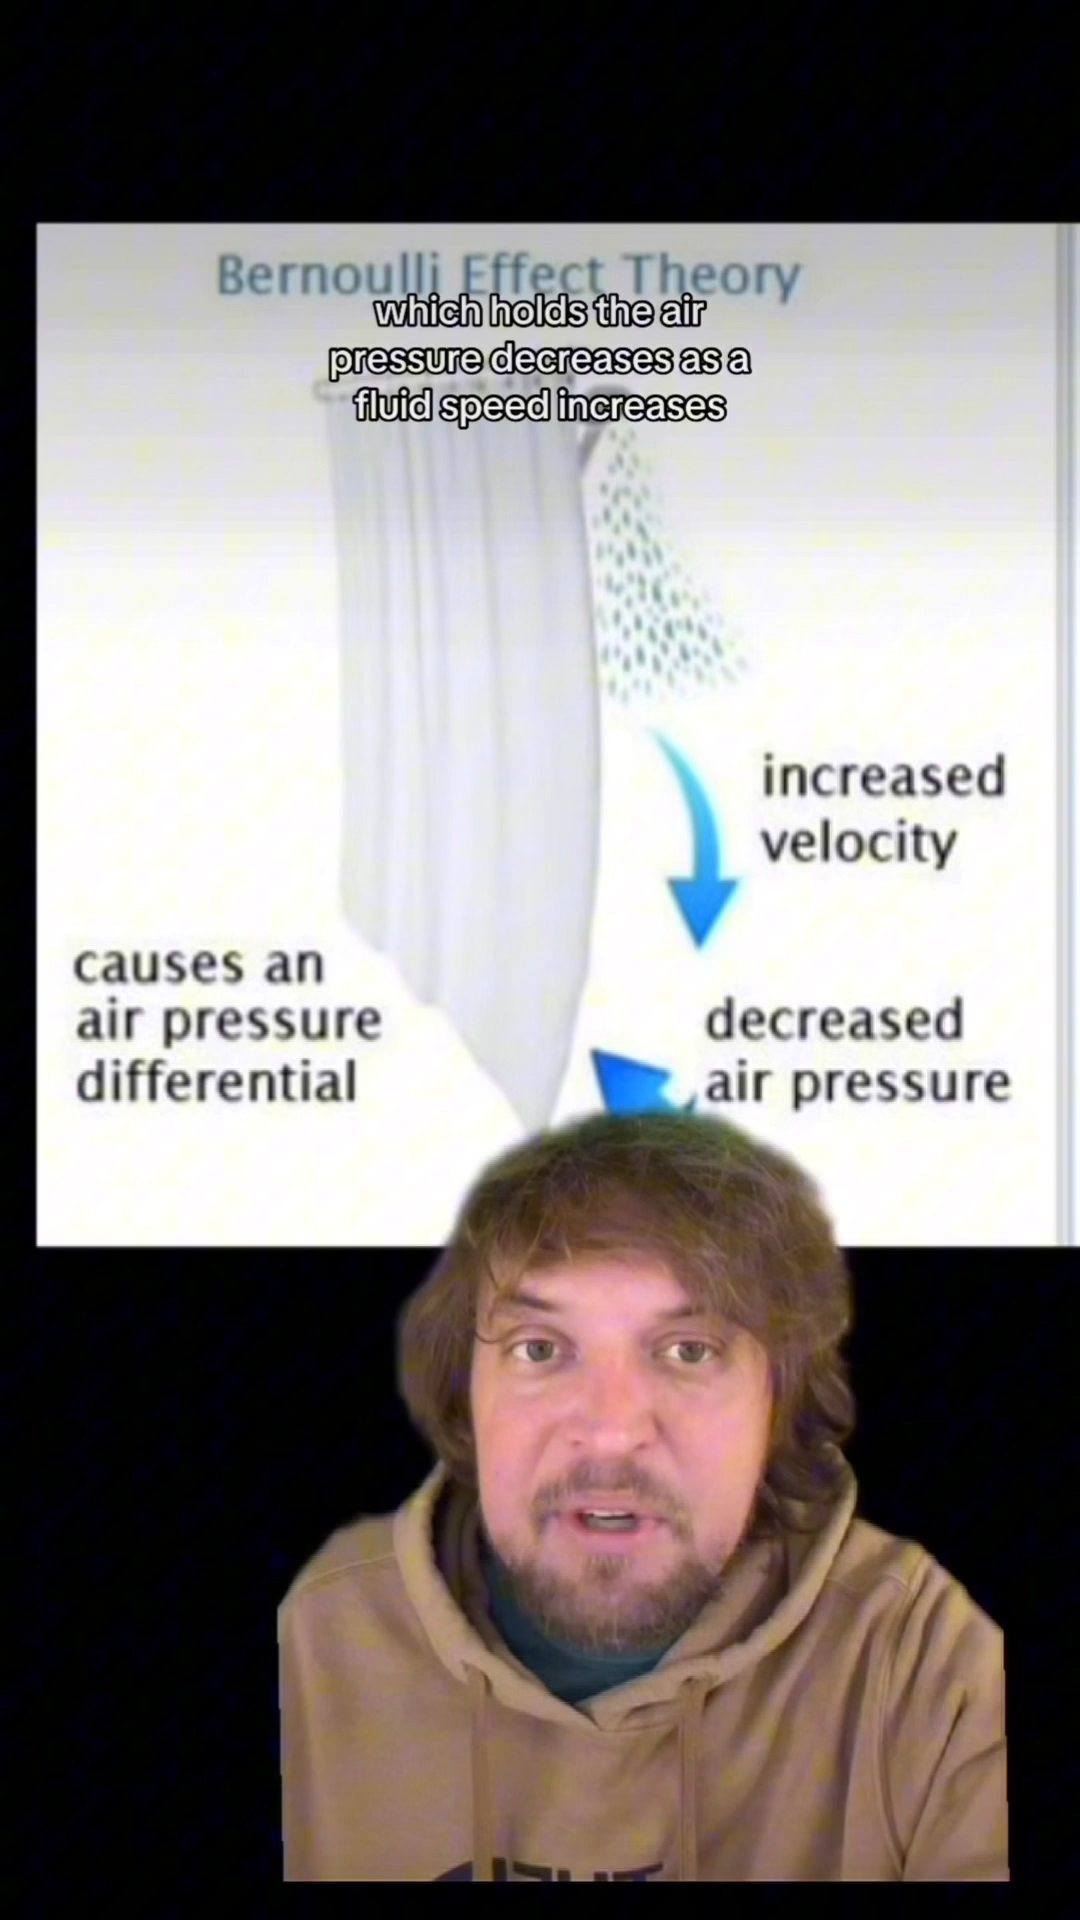 Bernoulli Effect Theory
which holds the air
pressure decreases as a
fluid speed increases
increased
velocity
causes an
air pressure
differential
decreased
air pressure